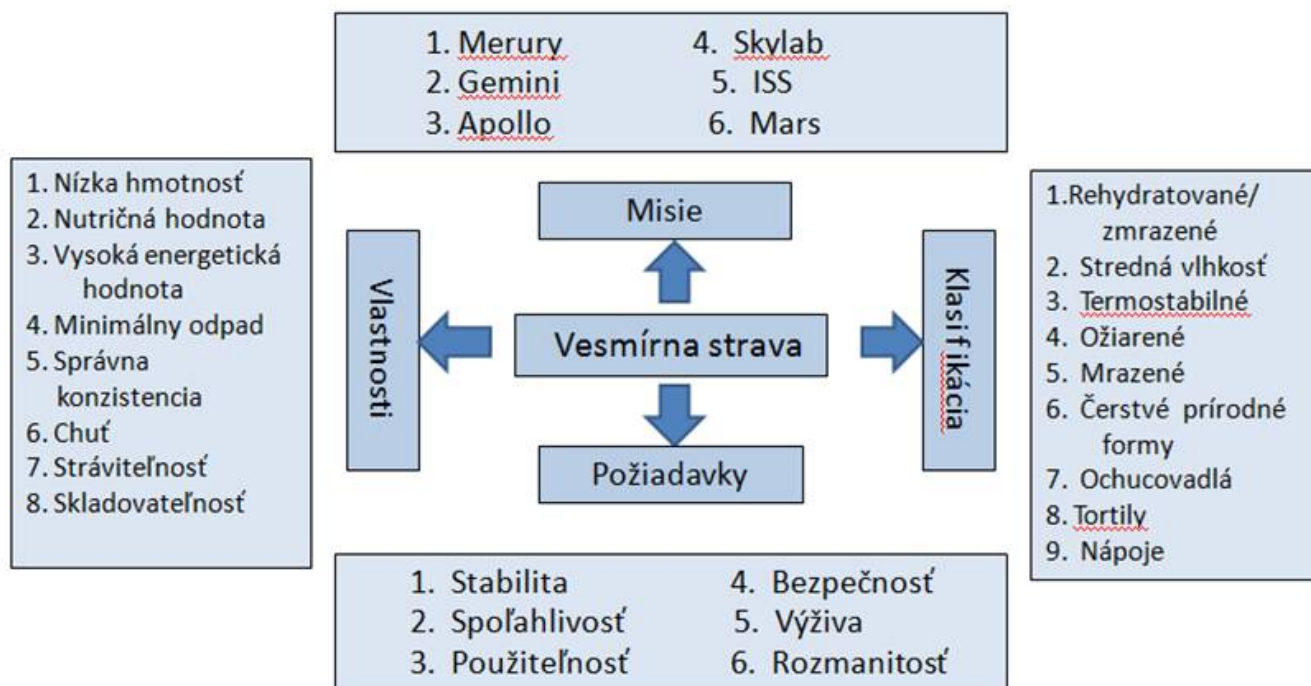 1. Merury
2. Gemini
3. Apollo
4. Skylab
5. ISS
6. Mars
1. Nízka hmotnosť
2. Nutričná hodnota
3. Vysoká energetická
hodnota
4. Minimálny odpad
5. Správna
konzistencia
6. Chuť
7. Stráviteľnosť
8. Skladovateľnosť
Vlastnosti
Misie
Vesmírna strava
Požiadavky
Klasifikácia
1.Rehydratované/
zmrazené
2. Stredná vlhkosť
3. Termostabilné
4. Ožiarené
5. Mrazené
6. Čerstvé prírodné
formy
7. Ochucovadlá
8. Tortily
9. Nápoje
1. Stabilita
2. Spoľahlivosť
3. Použiteľnosť
4. Bezpečnosť
5. Výživa
6. Rozmanitosť